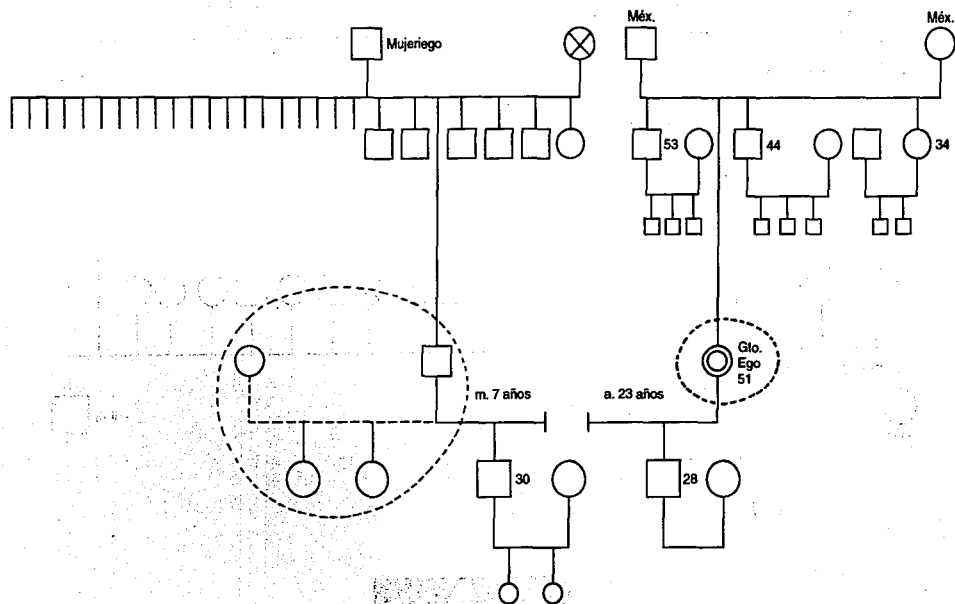 Méx.
Méx.
Mujeriego
53
44
34
Glo.
Ego
51
m. 7 años
a. 23 años
30
28